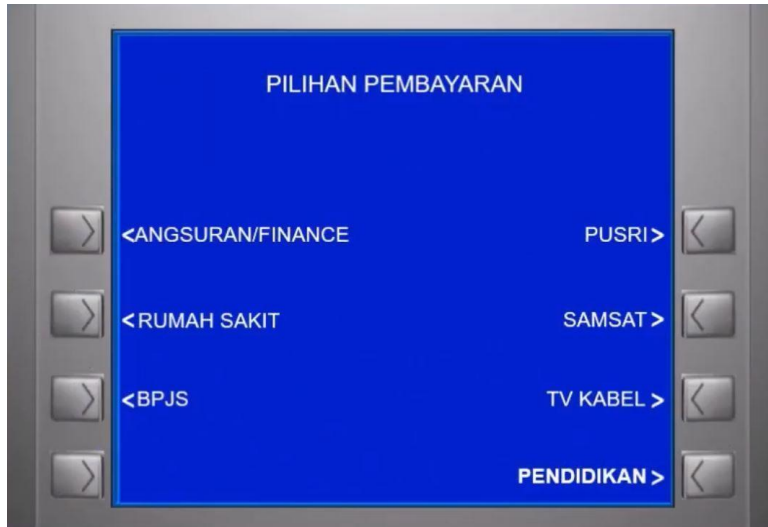 PILIHAN PEMBAYARAN
<ANGSURAN/FINANCE
PUSRI>
<RUMAH SAKIT
SAMSAT>
<BPJS
TV KABEL>
PENDIDIKAN>